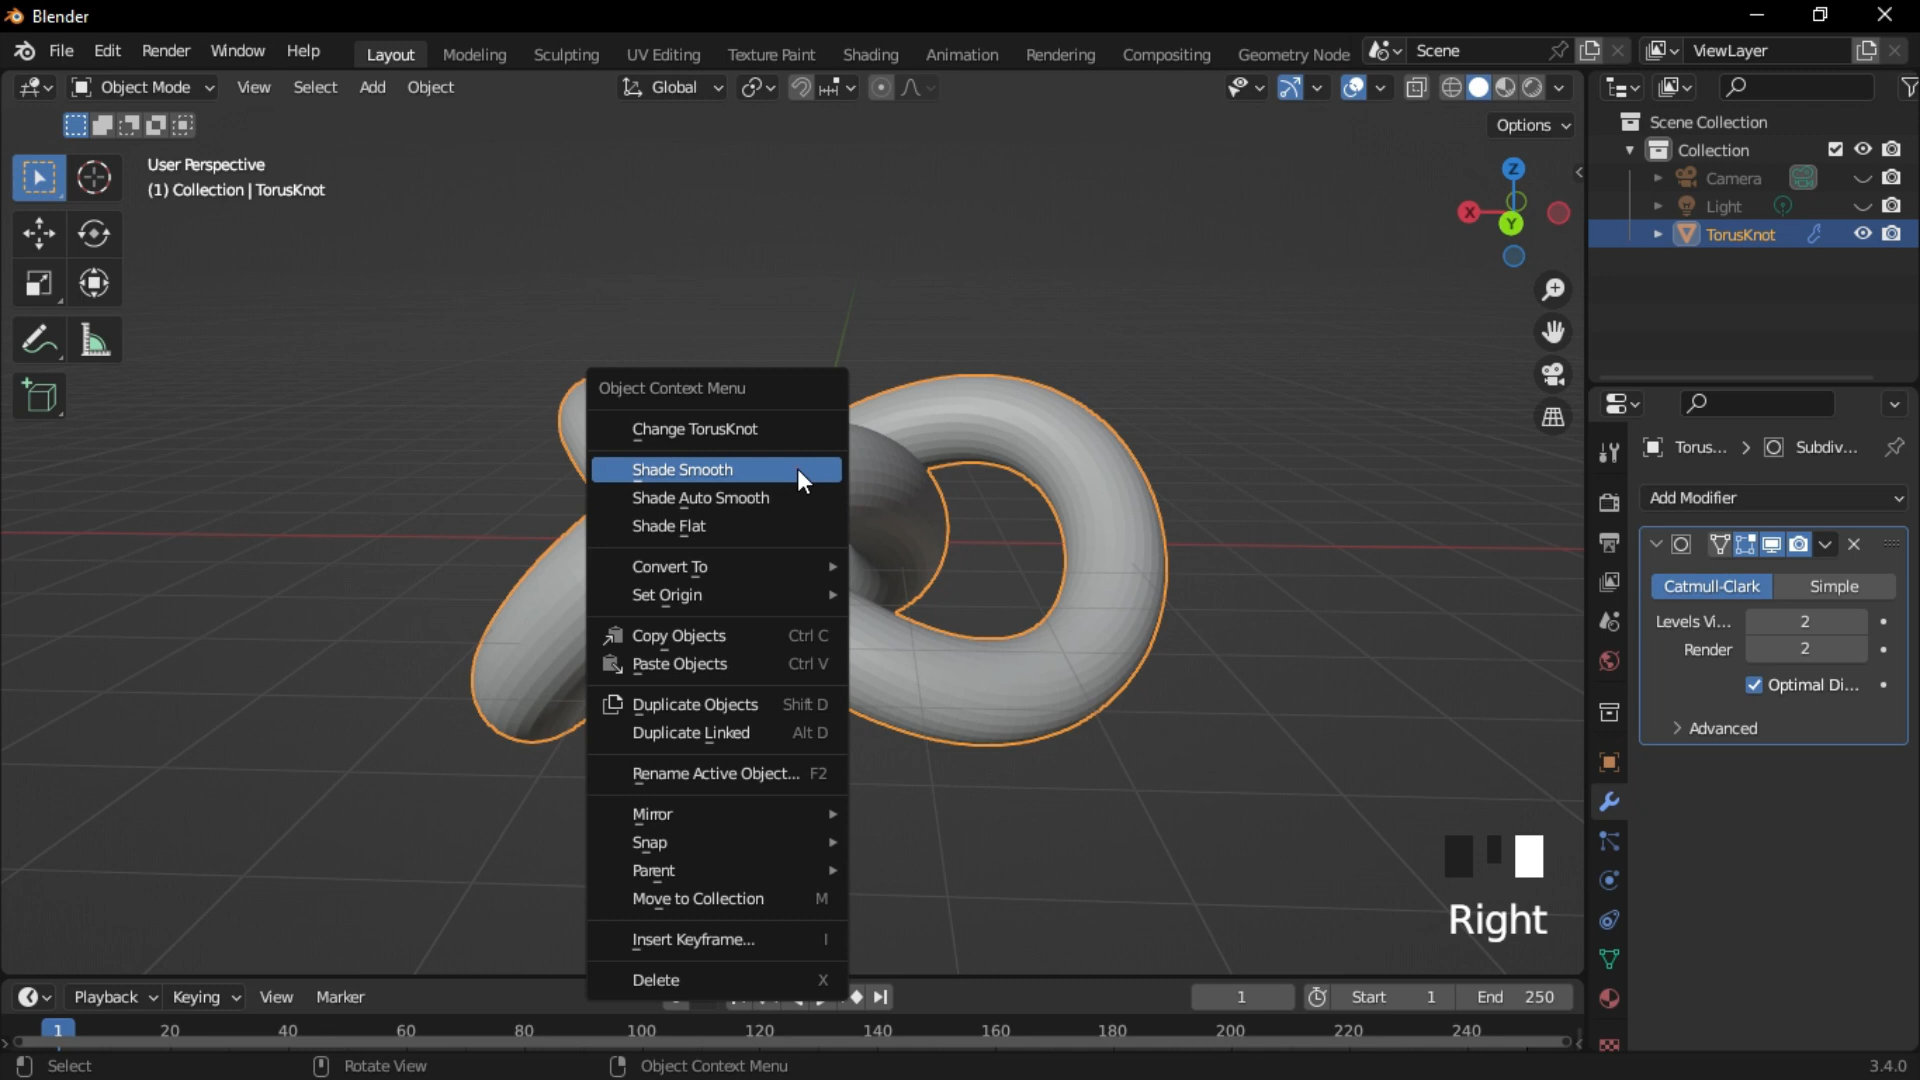 Blender
File Edit Render Window Help Layout Modeling Sculpting UV Editing Texture Paint Shading Animation Rendering Compositing Geometry Node Scene ViewLayer
Object Mode View Select Add Object Global
Options
User Perspective
(1) Collection | TorusKnot
Z
X
Y
Scene Collection
Collection
Camera
Light
TorusKnot
Object Context Menu
Change TorusKnot
Shade Smooth
Shade Auto Smooth
Shade Flat
Convert To
Set Origin
Copy Objects Ctrl C
Paste Objects Ctrl V
Duplicate Objects Shift D
Duplicate Linked Alt D
Rename Active Object... F2
Mirror
Snap
Parent
Move to Collection M
Insert Keyframe... I
Delete X
Torus... > Subdiv...
Add Modifier
Catmull-Clark Simple
Levels Vi... 2
Render 2
Optimal Di...
Advanced
Right
Playback Keying View Marker 1 Start 1 End 250
1 20 40 60 80 100 120 140 160 180 200 220 240
Select Rotate View Object Context Menu 3.4.0